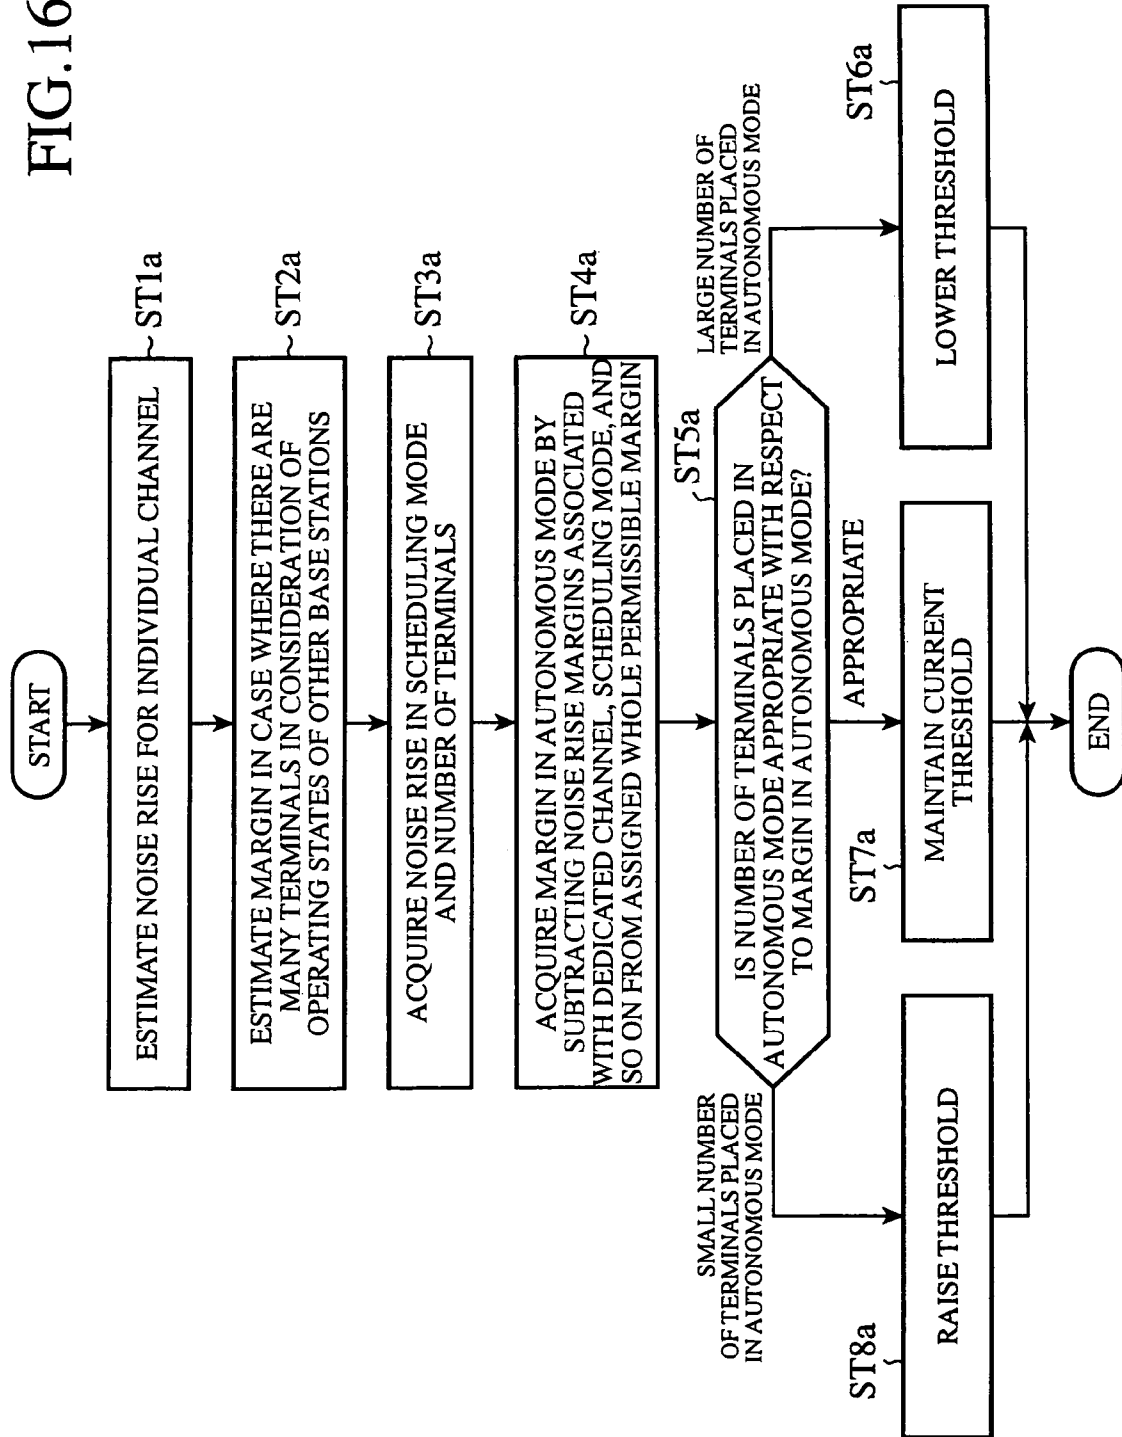 FIG.16
START
ESTIMATE NOISE RISE FOR INDIVIDUAL CHANNEL
ST1a
ESTIMATE MARGIN IN CASE WHERE THERE ARE
MANY TERMINALS IN CONSIDERATION OF
OPERATING STATES OF OTHER BASE STATIONS
ST2a
ACQUIRE NOISE RISE IN SCHEDULING MODE
AND NUMBER OF TERMINALS
ST3a
ACQUIRE MARGIN IN AUTONOMOUS MODE BY
SUBTRACTING NOISE RISE MARGINS ASSOCIATED
WITH DEDICATED CHANNEL, SCHEDULING MODE, AND
SO ON FROM ASSIGNED WHOLE PERMISSIBLE MARGIN
ST4a
ST5a
IS NUMBER OF TERMINALS PLACED IN
AUTONOMOUS MODE APPROPRIATE WITH RESPECT
TO MARGIN IN AUTONOMOUS MODE?
SMALL NUMBER
OF TERMINALS PLACED
IN AUTONOMOUS MODE
LARGE NUMBER OF
TERMINALS PLACED
IN AUTONOMOUS MODE
APPROPRIATE
ST8a
RAISE THRESHOLD
ST7a
MAINTAIN CURRENT
THRESHOLD
ST6a
LOWER THRESHOLD
END